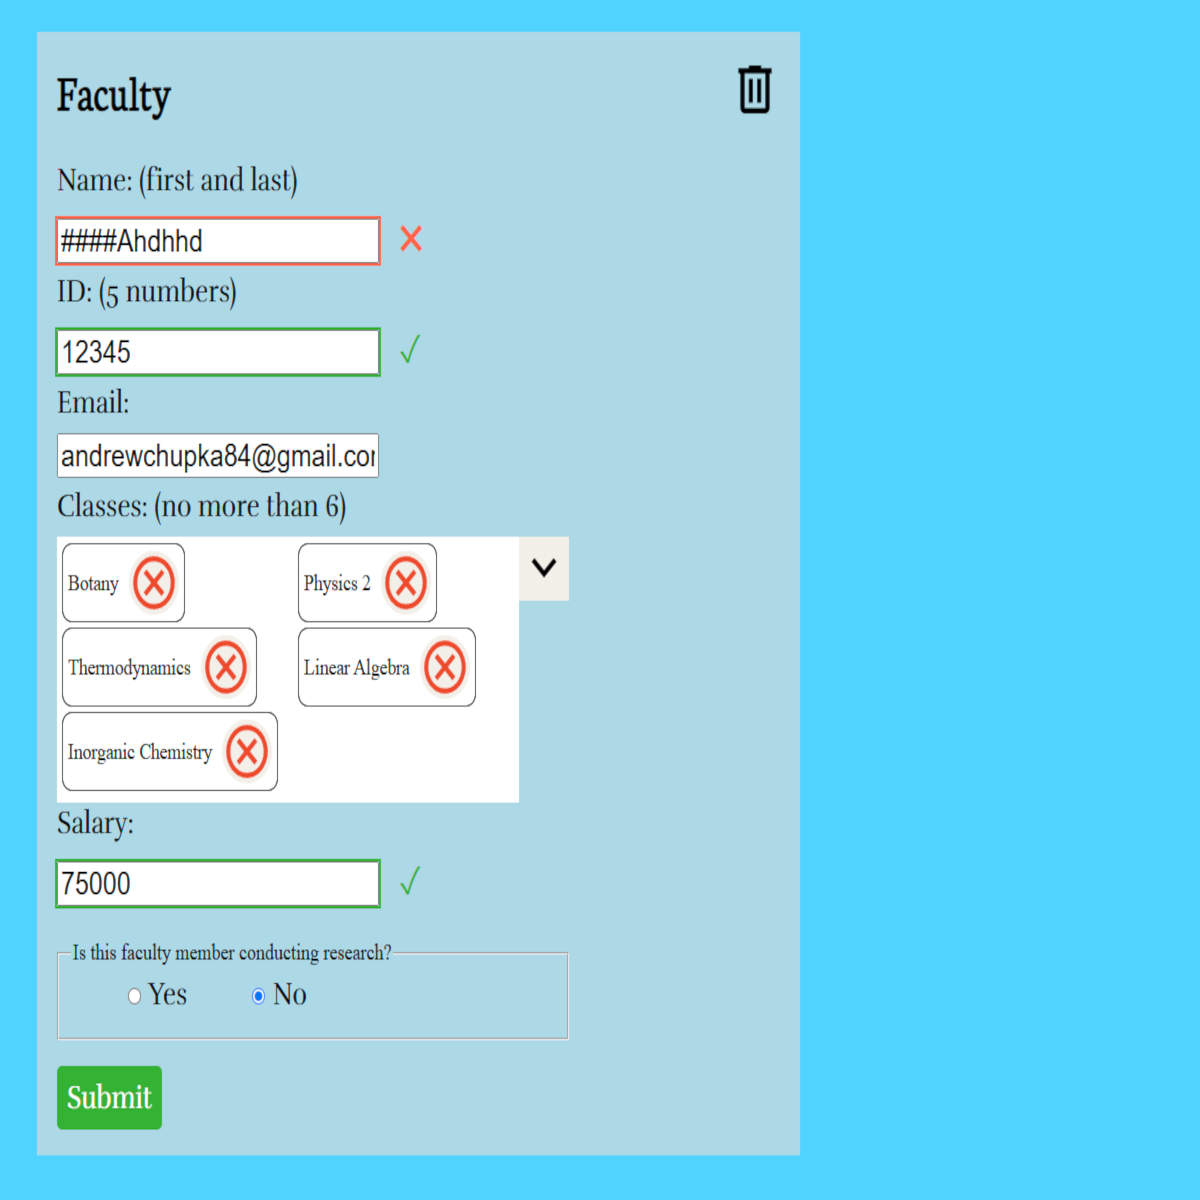 Faculty
Name: (first and last)
####Ahdhhd
ID: (5 numbers)
12345
Email:
andrewchupka84@gmail.cor
Classes: (no more than 6)
Botany Physics 2
Thermodynamics Linear Algebra
Inorganic Chemistry
Salary:
75000
Is this faculty member conducting research?
Yes No
Submit